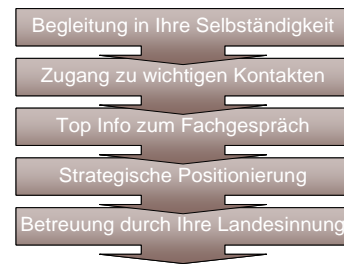 Begleitung in Ihre Selbständigkeit
Zugang zu wichtigen Kontakten
Top Info zum Fachgespräch
Strategische Positionierung
Betreuung durch Ihre Landesinnung